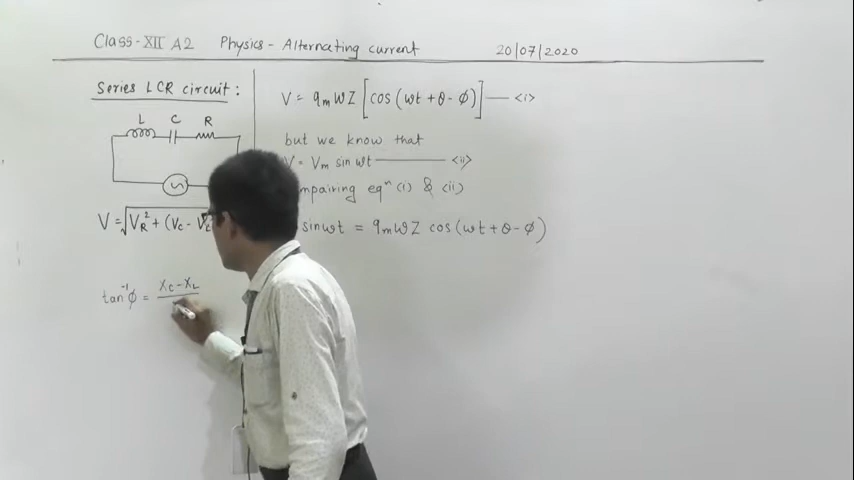 Class-XII A2 Physics - Alternating current 20/07/2020
Series LCR circuit :
L C R
V = √V_R² + (V_C - V_L
tan⁻¹ϕ = X_C - X_L
V = q_m ω Z [cos (ωt + θ - ϕ)] — <i>
but we know that
V = V_m sin ωt — <ii>
mpairing eqⁿ (i) & <ii>
sin ωt = q_m ω Z cos (ωt + θ - ϕ)